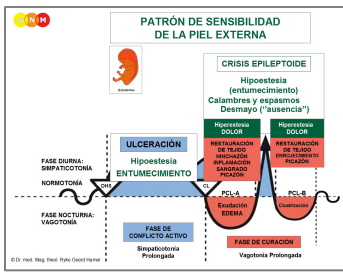 GNM
PATRÓN DE SENSIBILIDAD
DE LA PIEL EXTERNA
Ectodermo
CRISIS EPILEPTOIDE
Hipoestesia
(entumecimiento)
Calambres y espasmos
Desmayo ("ausencia")
Hiperestesia
DOLOR
Hiperestesia
DOLOR
ULCERACIÓN
Hipoestesia
ENTUMECIMIENTO
RESTAURACIÓN
DE TEJIDO
HINCHAZÓN
INFLAMACIÓN
SANGRADO
PICAZÓN
RESTAURACIÓN
DE TEJIDO
ENROJECIMIENTO
PICAZÓN
FASE DIURNA:
SIMPATICOTONÍA
NORMOTONÍA
DHS
CL
PCL-A
PCL-B
FASE NOCTURNA:
VAGOTONÍA
Exudación
EDEMA
Cicatrización
FASE DE
CONFLICTO ACTIVO
FASE DE CURACIÓN
Simpaticotonía
Prolongada
Vagotonía Prolongada
© Dr. med. Mag. theol. Ryke Geerd Hamer